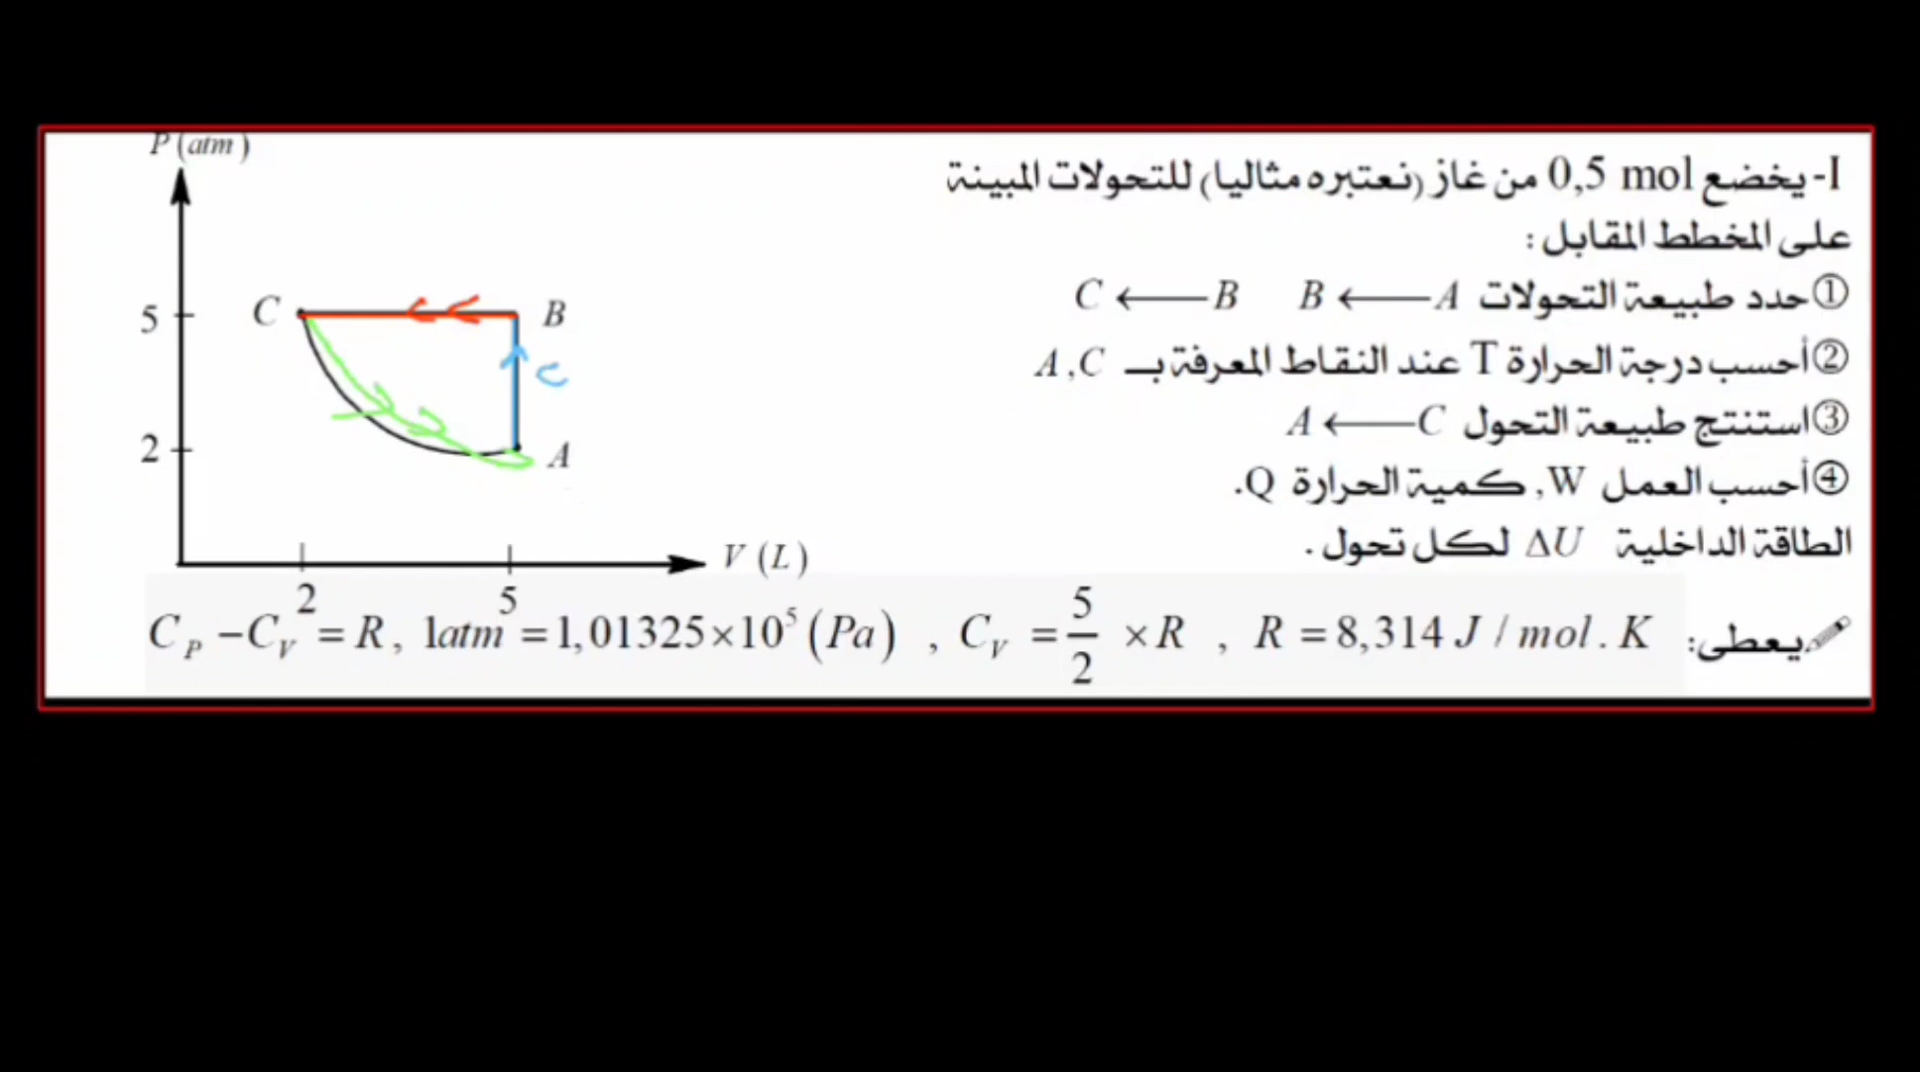 I- يخضع 0,5 mol من غاز (نعتبره مثاليا) للتحولات المبينة
على المخطط المقابل :
① حدد طبيعة التحولات B ⟵ A C ⟵ B
② أحسب درجة الحرارة T عند النقاط المعرفة بـ A ,C
③ استنتج طبيعة التحول A ⟵ C
④ أحسب العمل W, كمية الحرارة Q.
الطاقة الداخلية ΔU لكل تحول .
P (atm)
5 C B
2 A
V (L)
2 5
يعطى: C_P − C_V = R , 1atm = 1,01325×10^5 (Pa) , C_V = 5/2 × R , R = 8,314 J / mol . K